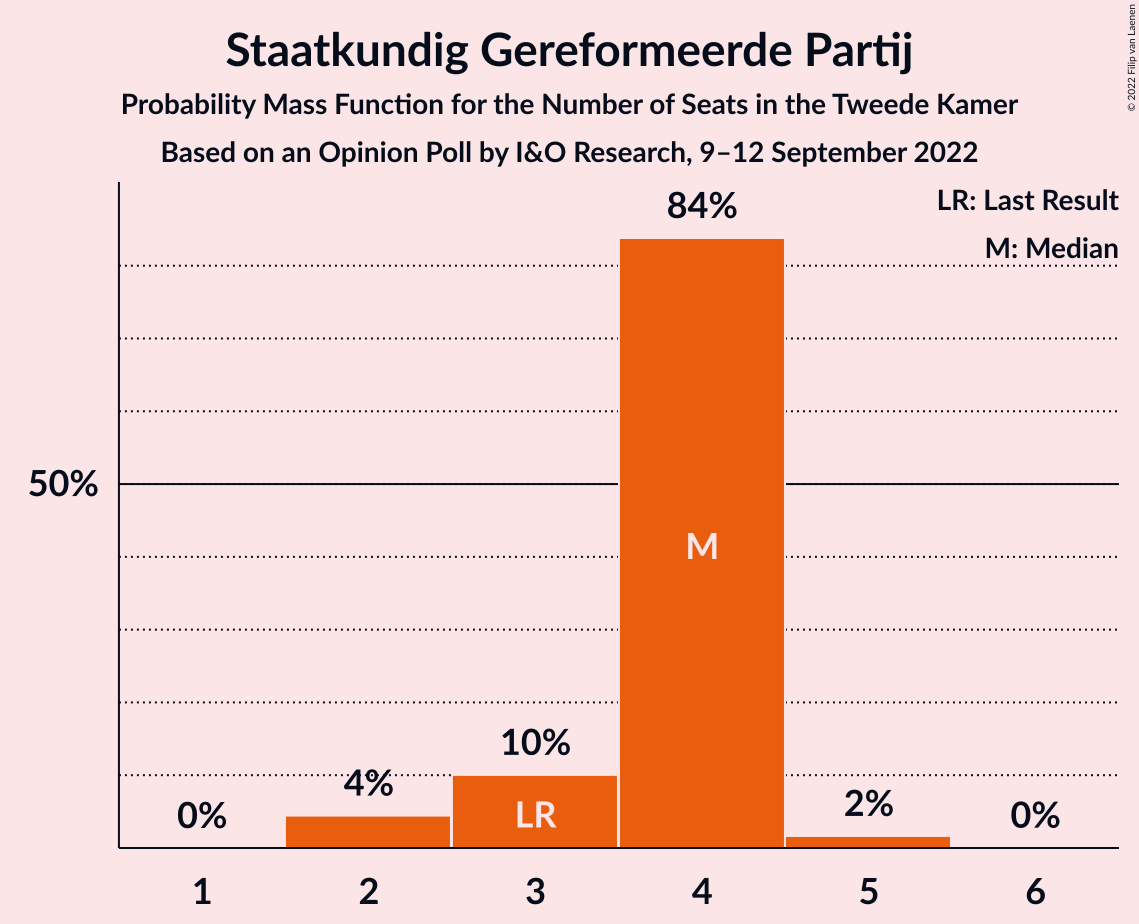 Staatkundig Gereformeerde Partij
Probability Mass Function for the Number of Seats in the Tweede Kamer
Based on an Opinion Poll by I&O Research, 9–12 September 2022
© 2022 Filip van Laenen
LR: Last Result
M: Median
84%
50%
M
10%
4%
LR
2%
0%
0%
1 2 3 4 5 6